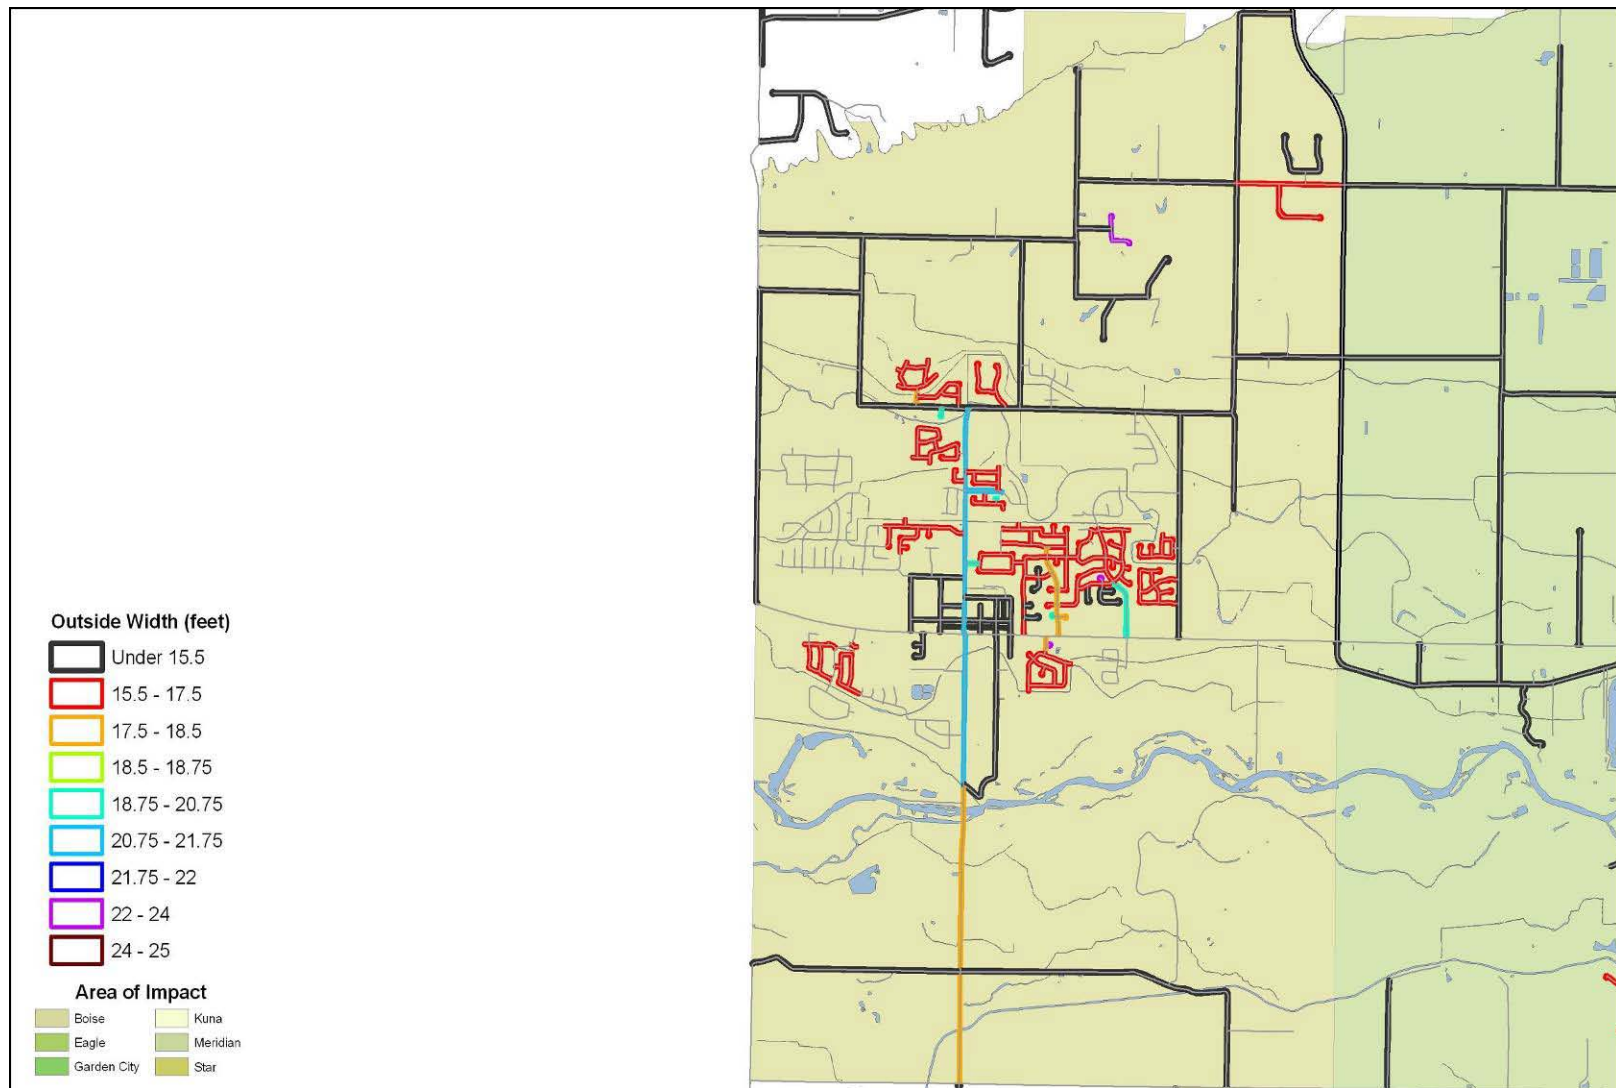 Outside Width (feet)
Under 15.5
15.5 - 17.5
17.5 - 18.5
18.5 - 18.75
18.75 - 20.75
20.75 - 21.75
21.75 - 22
22 - 24
24 - 25
Area of Impact
Boise Kuna
Eagle Meridian
Garden City Star